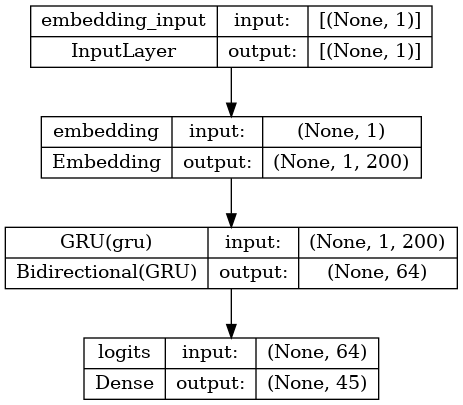 embedding_input input: [(None, 1)]
InputLayer output: [(None, 1)]
embedding input: (None, 1)
Embedding output: (None, 1, 200)
GRU(gru) input: (None, 1, 200)
Bidirectional(GRU) output: (None, 64)
logits input: (None, 64)
Dense output: (None, 45)